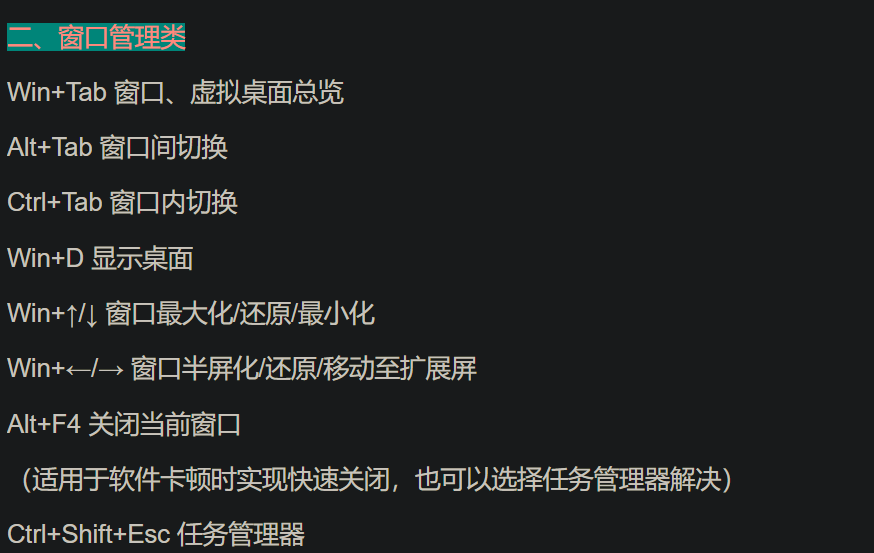 二、窗口管理类
Win+Tab 窗口、虚拟桌面总览
Alt+Tab 窗口间切换
Ctrl+Tab 窗口内切换
Win+D 显示桌面
Win+↑/↓ 窗口最大化/还原/最小化
Win+←/→ 窗口半屏化/还原/移动至扩展屏
Alt+F4 关闭当前窗口
（适用于软件卡顿时实现快速关闭，也可以选择任务管理器解决）
Ctrl+Shift+Esc 任务管理器